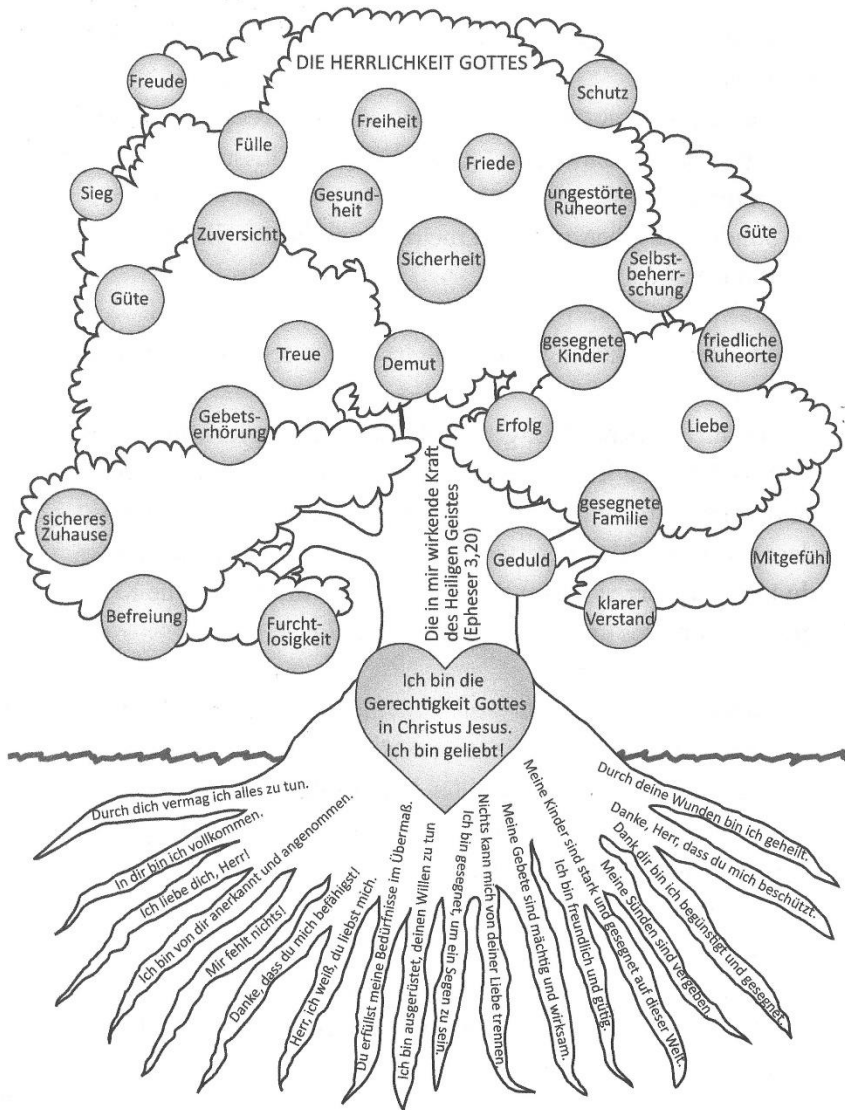 DIE HERRLICHKEIT GOTTES
Freude
Schutz
Freiheit
Fülle
Friede
Sieg
Gesund-
heit
ungestörte
Ruheorte
Zuversicht
Güte
Sicherheit
Selbst-
beherr-
schung
Güte
Treue
Demut
gesegnete
Kinder
friedliche
Ruheorte
Gebets-
erhörung
Erfolg
Liebe
sicheres
Zuhause
gesegnete
Familie
Geduld
Mitgefühl
Befreiung
Furcht-
losigkeit
klarer
Verstand
Die in mir wirkende Kraft
des Heiligen Geistes
(Epheser 3,20)
Ich bin die
Gerechtigkeit Gottes
in Christus Jesus.
Ich bin geliebt!
Durch dich vermag ich alles zu tun.
In dir bin ich vollkommen.
Ich liebe dich, Herr!
Ich bin von dir anerkannt und angenommen.
Mir fehlt nichts!
Danke, dass du mich befähigst!
Herr, ich weiß, du liebst mich.
Du erfüllst meine Bedürfnisse im Übermaß.
Ich bin ausgerüstet, deinen Willen zu tun
Ich bin gesegnet, um ein Segen zu sein.
Nichts kann mich von deiner Liebe trennen.
Meine Gebete sind mächtig und wirksam.
Ich bin freundlich und gütig.
Meine Kinder sind stark und gesegnet auf dieser Welt.
Meine Sünden sind vergeben.
Dank dir bin ich begünstigt und gesegnet.
Danke, Herr, dass du mich beschützt.
Durch deine Wunden bin ich geheilt.